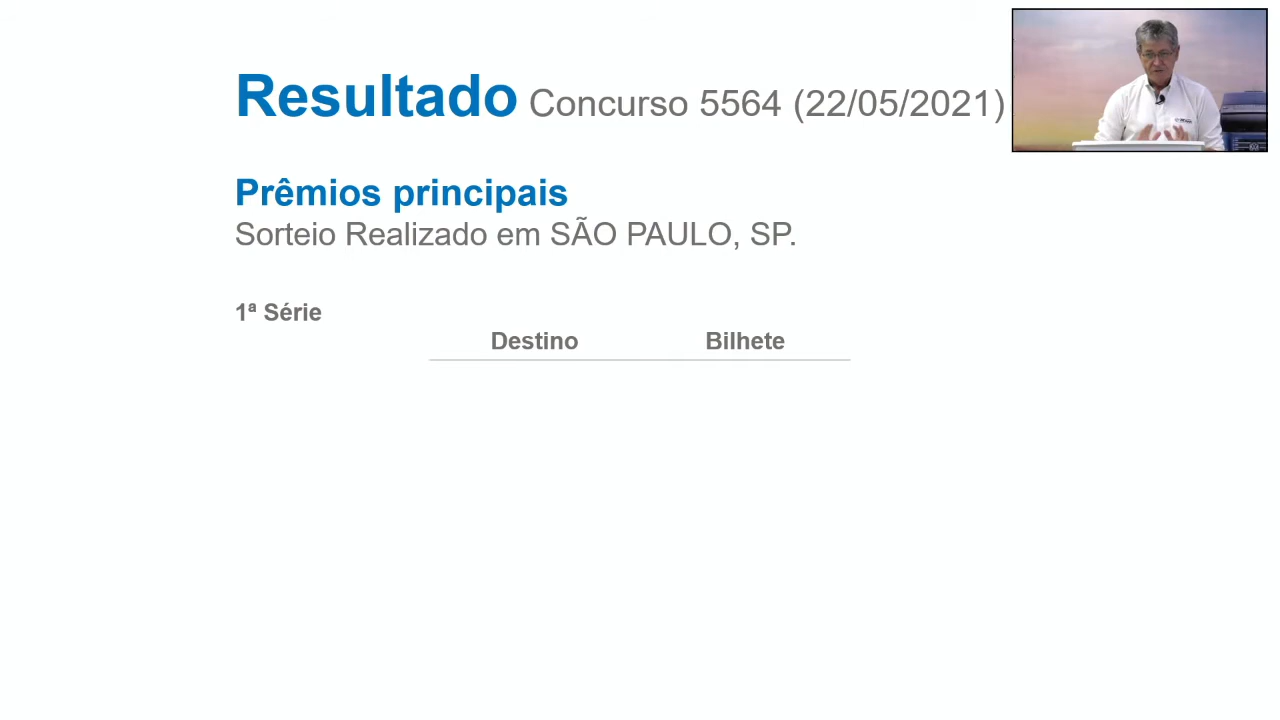 Resultado Concurso 5564 (22/05/2021)
Prêmios principais
Sorteio Realizado em SÃO PAULO, SP.
1ª Série
Destino Bilhete